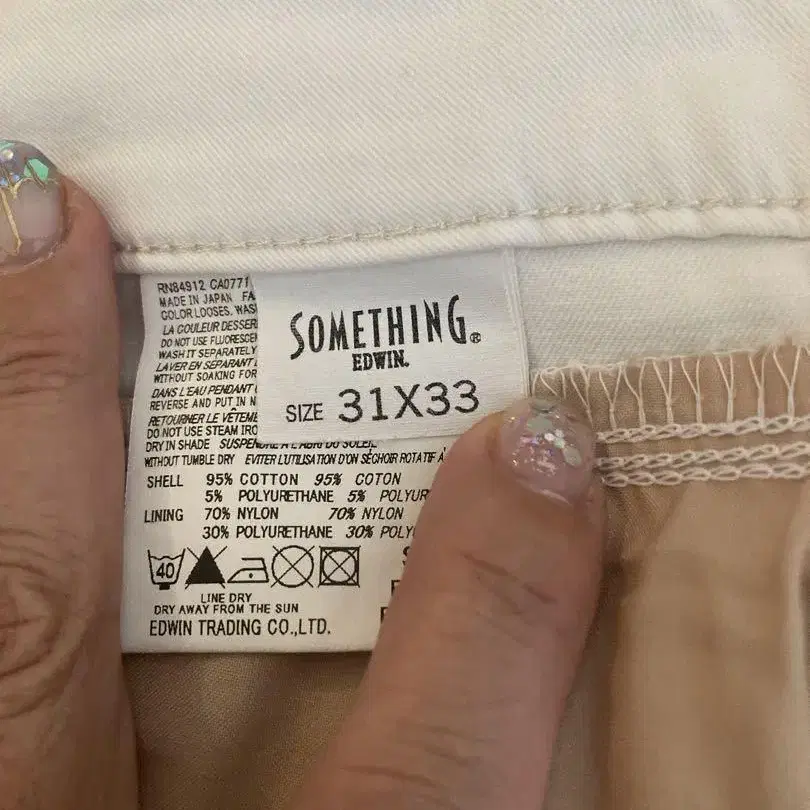 RN84912 CA0771
MADE IN JAPAN FA
COLOR LOOSES. WAS
LA COULEUR DESSER
DO NOT USE FLUORESCEN
WASH IT SEPARATELY
LAVER EN SEPARANT.
WITHOUT SOAKING FOR
DANS L'EAU PENDANT
REVERSE AND PUT IN N
RETOURNER LE VÊTEME
DO NOT USE STEAM IRO
DRY IN SHADE SUSPENDRE A L'ABRI DU SOLEIL
WITHOUT TUMBLE DRY EVITER L'UTILISATION D'ON SÉCHOIR ROTATIF A
SOMETHING®
EDWIN.
SIZE 31X33
SHELL 95% COTTON 95% COTON
5% POLYURETHANE 5% POLYUR
LINING 70% NYLON 70% NYLON
30% POLYURETHANE 30% POLY
40
LINE DRY
DRY AWAY FROM THE SUN
EDWIN TRADING CO.,LTD.